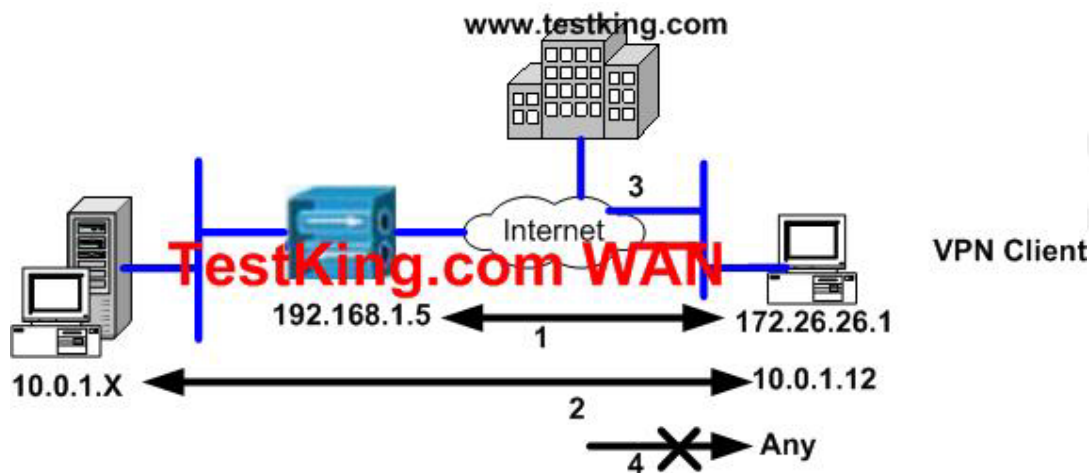 www.testking.com
3
Internet
TestKing.com WAN
VPN Client
192.168.1.5
1
172.26.26.1
10.0.1.X
2
10.0.1.12
4
Any